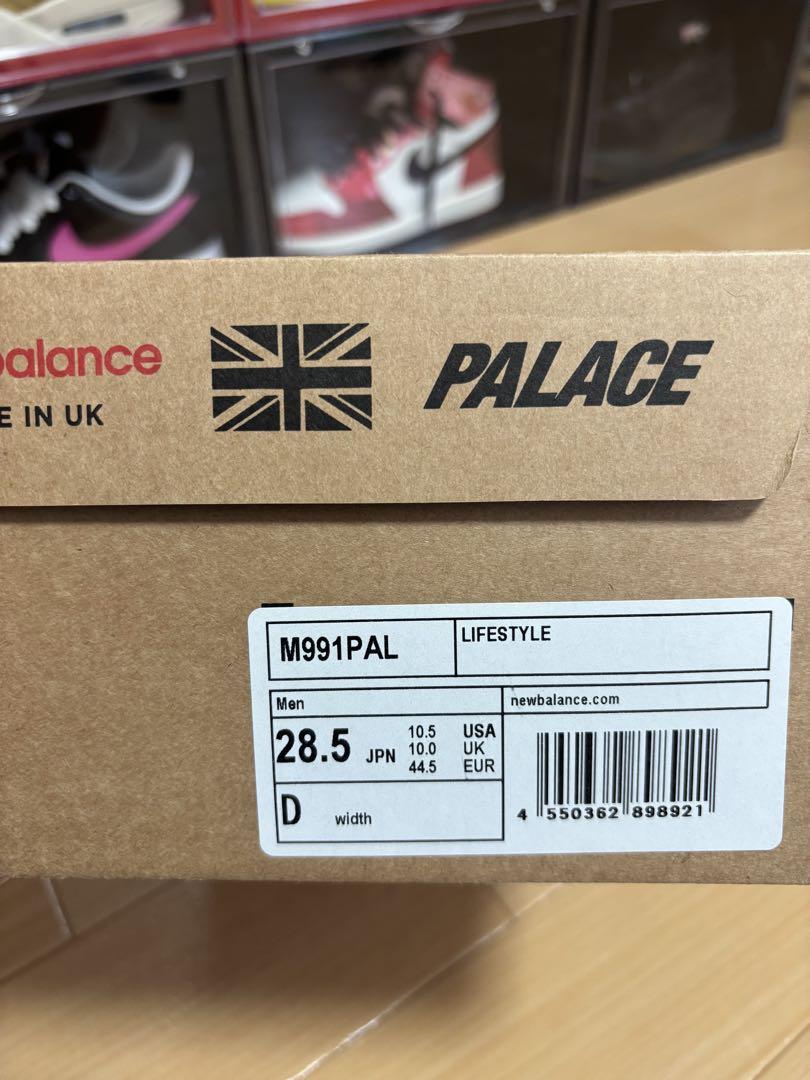 balance
E IN UK
PALACE
M991PAL
LIFESTYLE
Men
newbalance.com
28.5 JPN
10.5 USA
10.0 UK
44.5 EUR
D width
4 550362 898921